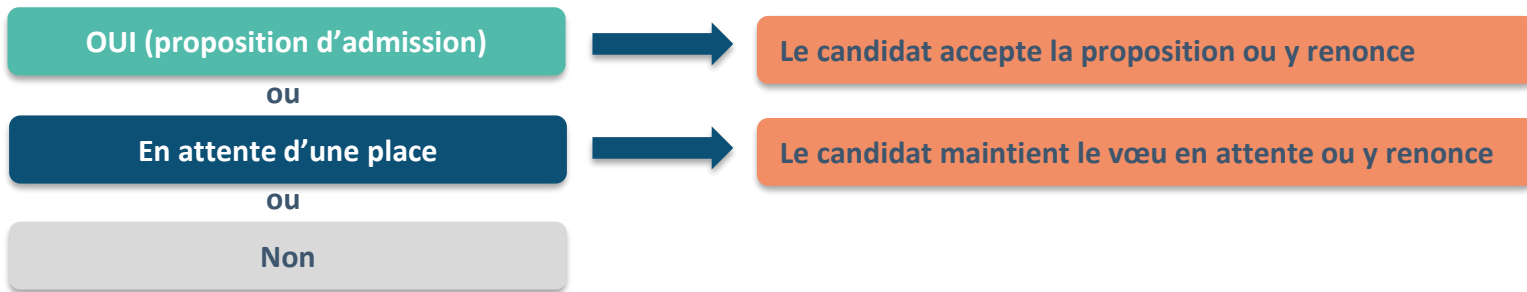 OUI (proposition d'admission)
Le candidat accepte la proposition ou y renonce
ou
En attente d'une place
Le candidat maintient le vœu en attente ou y renonce
ou
Non